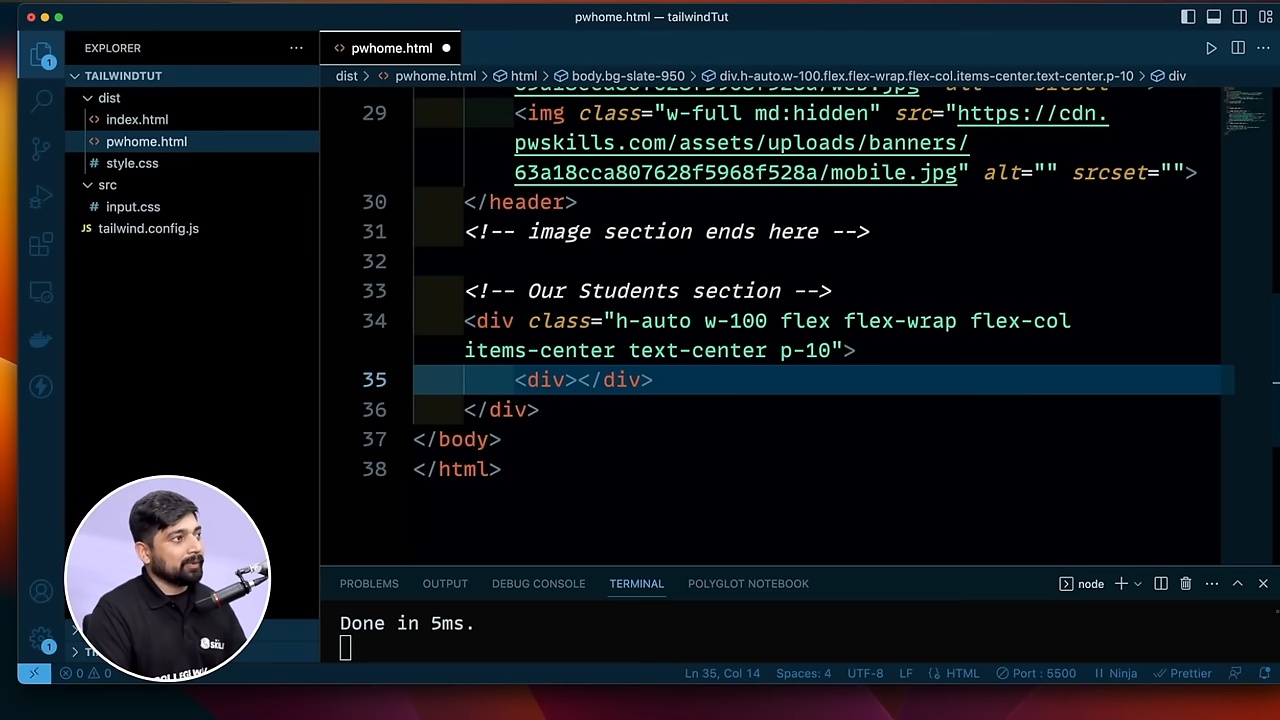 pwhome.html — tailwindTut
EXPLORER
pwhome.html
TAILWINDTUT
dist > pwhome.html > html > body.bg-slate-950 > div.h-auto.w-100.flex.flex-wrap.flex-col.items-center.text-center.p-10 > div
dist
index.html
pwhome.html
style.css
src
input.css
JS tailwind.config.js
29 <img class="w-full md:hidden" src="https://cdn.
pwskills.com/assets/uploads/banners/
63a18cca807628f5968f528a/mobile.jpg" alt="" srcset="">
30 </header>
31 <!-- image section ends here -->
32
33 <!-- Our Students section -->
34 <div class="h-auto w-100 flex flex-wrap flex-col
items-center text-center p-10">
35 <div></div>
36 </div>
37 </body>
38 </html>
PROBLEMS OUTPUT DEBUG CONSOLE TERMINAL POLYGLOT NOTEBOOK
node
Done in 5ms.
0 0 Ln 35, Col 14 Spaces: 4 UTF-8 LF {} HTML Port : 5500 Ninja Prettier